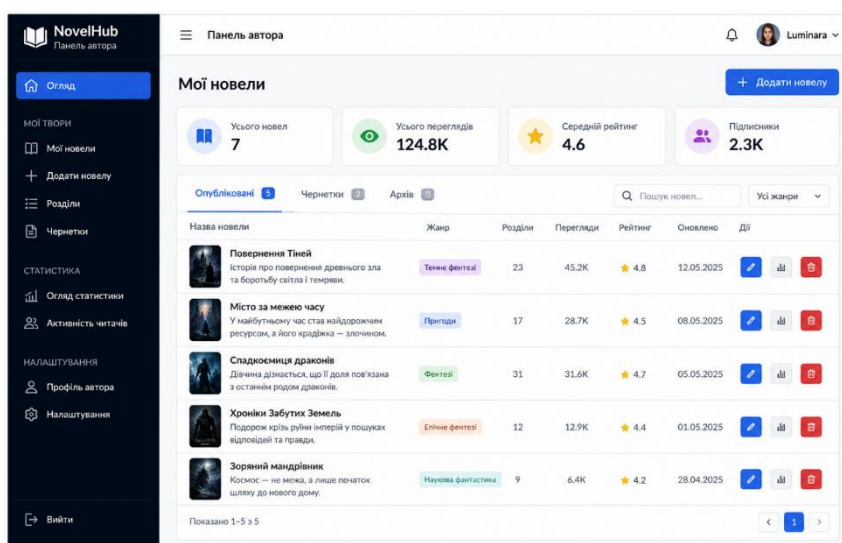 NovelHub
Панель автора
Панель автора
Luminara
Огляд
МОЇ ТВОРИ
Мої новели
Додати новелу
Розділи
Чернетки
СТАТИСТИКА
Огляд статистики
Активність читачів
НАЛАШТУВАННЯ
Профіль автора
Налаштування
Вийти
Мої новели
+ Додати новелу
Усього новел
7
Усього переглядів
124.8K
Середній рейтинг
4.6
Підписники
2.3K
Опубліковані 5 Чернетки 2 Архів 0 Пошук новел... Усі жанри
Назва новели Жанр Розділи Перегляди Рейтинг Оновлено Дії
Повернення Тіней
Історія про повернення древнього зла
та боротьбу світла і темряви.
Темне фентезі 23 45.2K 4.8 12.05.2025
Місто за межею часу
У майбутньому час став найдорожчим
ресурсом, а його крадіжка — злочином.
Пригоди 17 28.7K 4.5 08.05.2025
Спадкоємиця драконів
Дівчина дізнається, що її доля пов'язана
з останнім родом драконів.
Фентезі 31 31.6K 4.7 05.05.2025
Хроніки Забутих Земель
Подорож крізь руїни імперій у пошуках
відповідей та правди.
Епічне фентезі 12 12.9K 4.4 01.05.2025
Зоряний мандрівник
Космос — не межа, а лише початок
шляху до нового дому.
Наукова фантастика 9 6.4K 4.2 28.04.2025
Показано 1–5 з 5
1